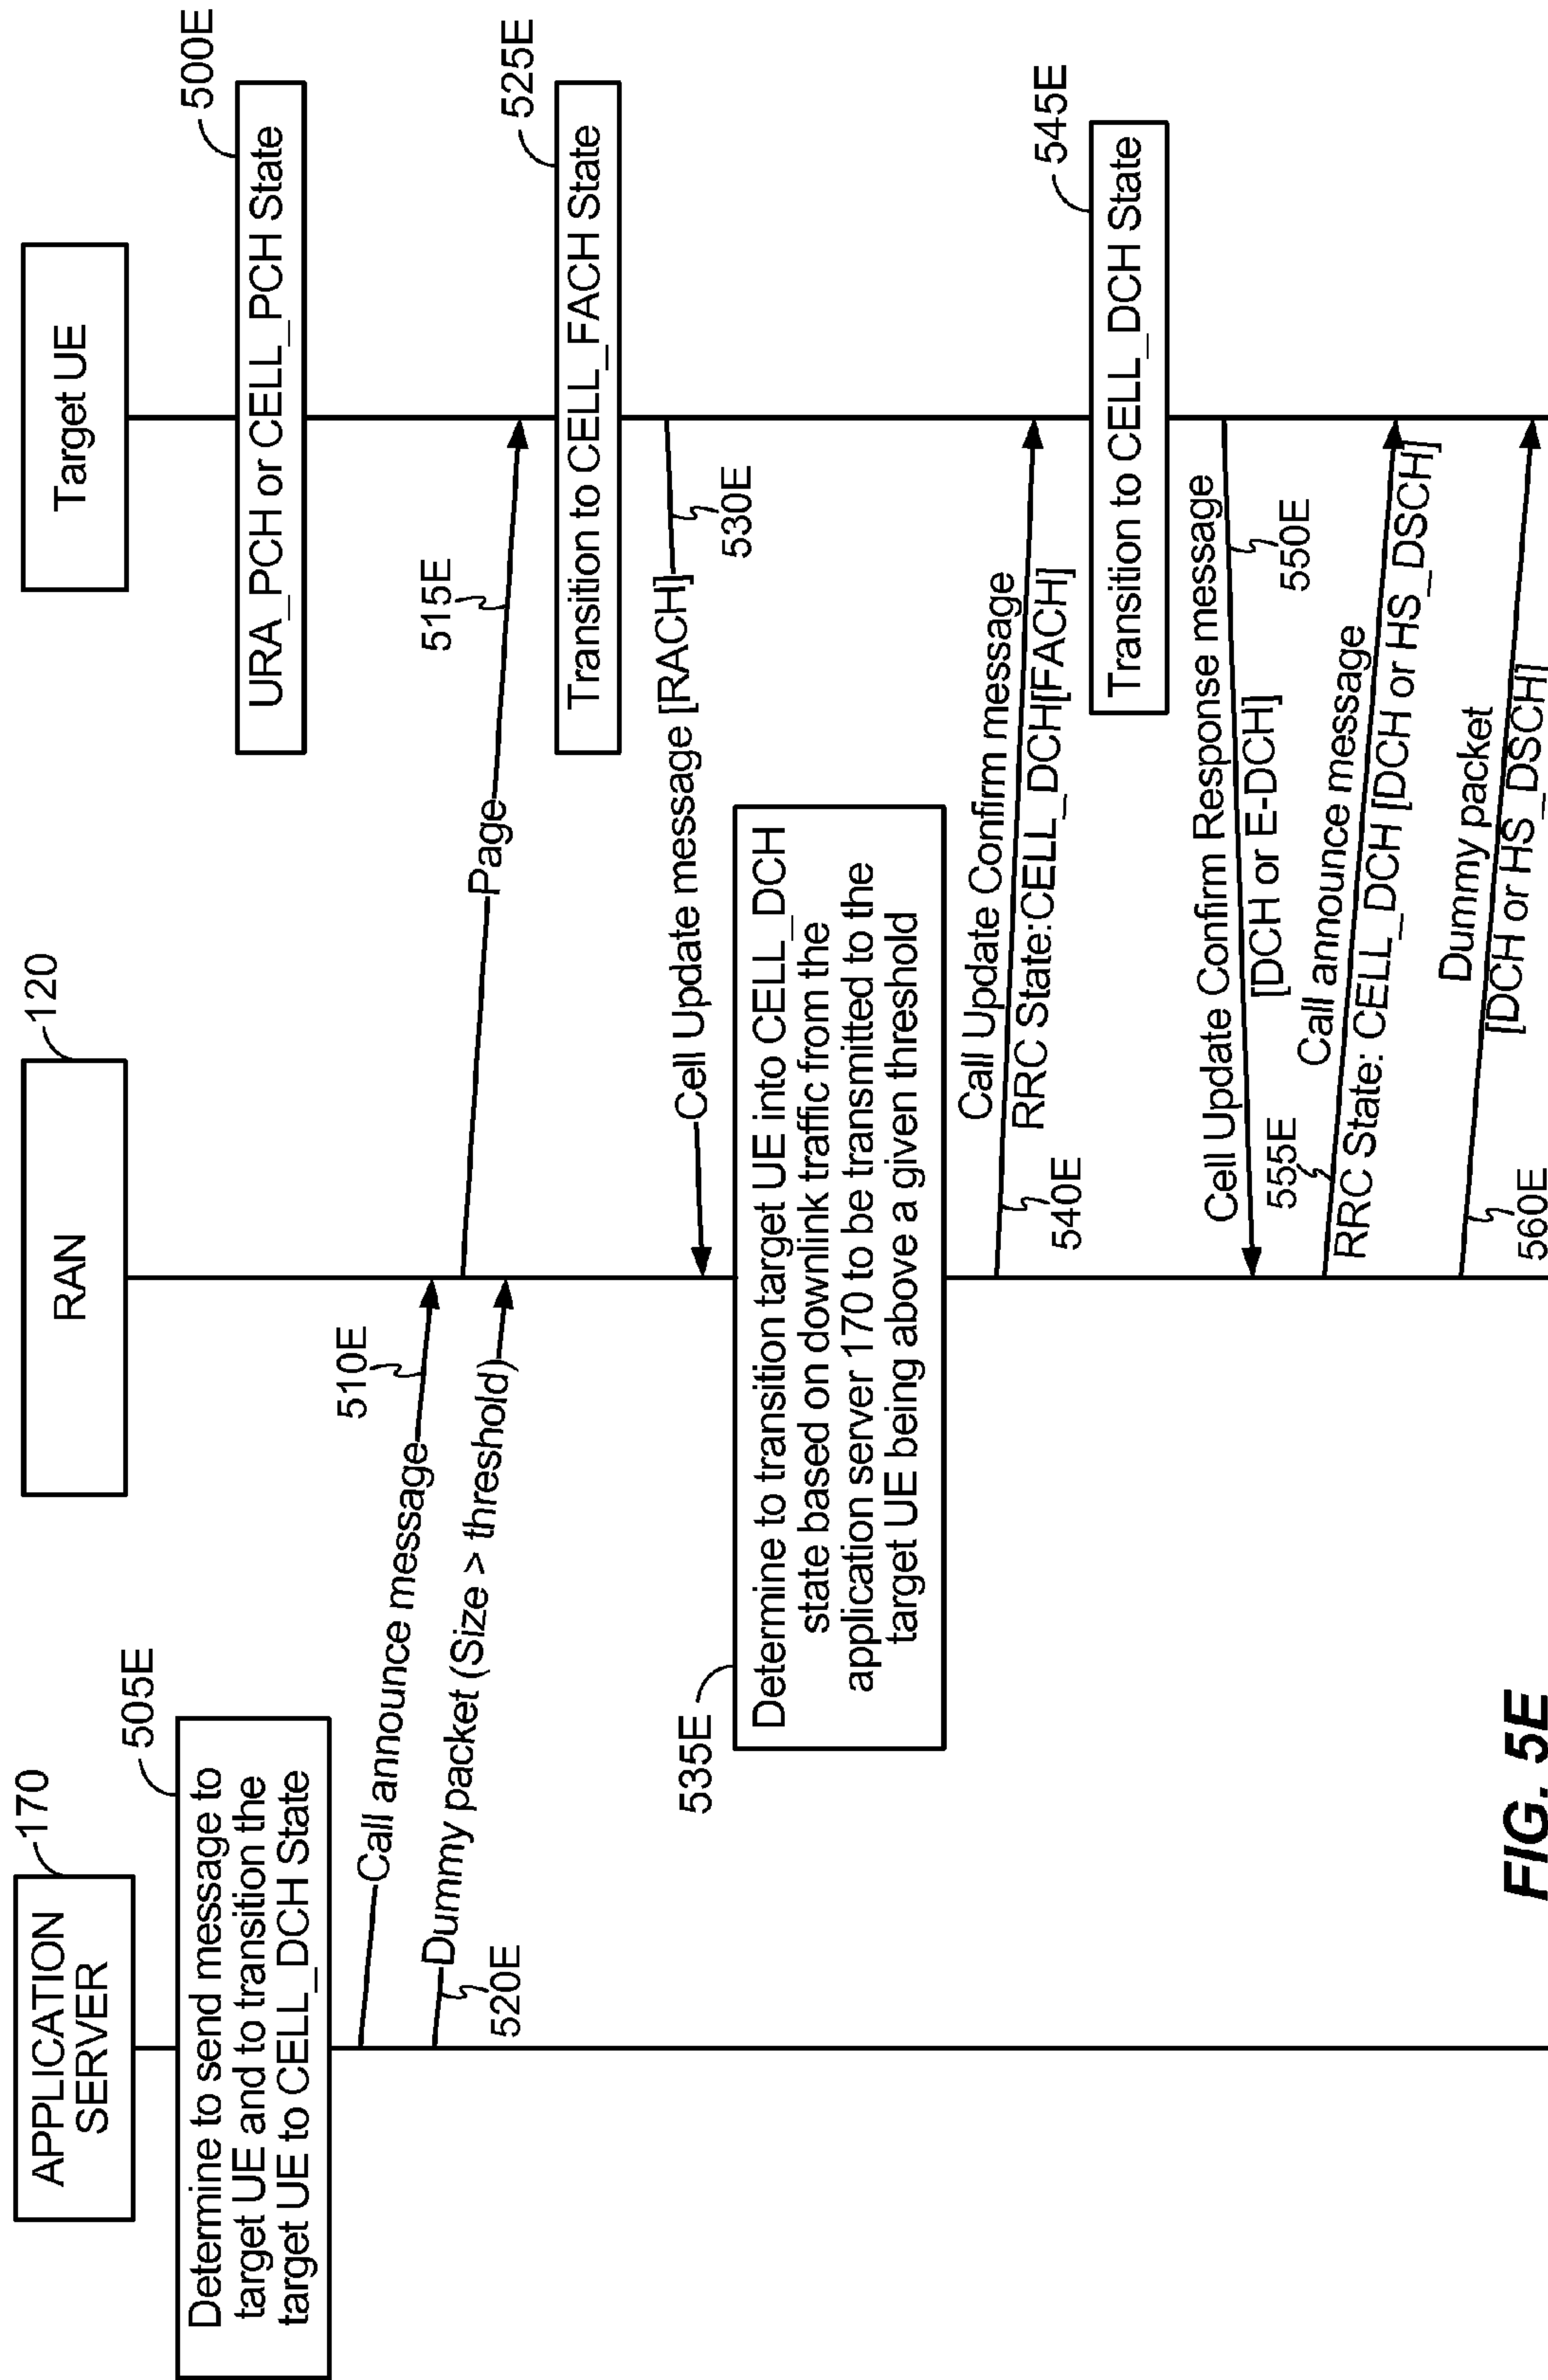 APPLICATION
SERVER
170
RAN
120
Target UE
URA_PCH or CELL_PCH State
500E
505E
Determine to send message to
target UE and to transition the
target UE to CELL_DCH State
Call announce message
510E
Page
515E
Dummy packet (Size > threshold)
520E
525E
Transition to CELL_FACH State
Cell Update message [RACH]
530E
535E
Determine to transition target UE into CELL_DCH
state based on downlink traffic from the
application server 170 to be transmitted to the
target UE being above a given threshold
Call Update Confirm message
RRC State:CELL_DCH[FACH]
540E
545E
Transition to CELL_DCH State
Cell Update Confirm Response message
[DCH or E-DCH]
550E
555E
Call announce message
RRC State: CELL_DCH [DCH or HS_DSCH]
Dummy packet
[DCH or HS_DSCH]
560E
FIG. 5E